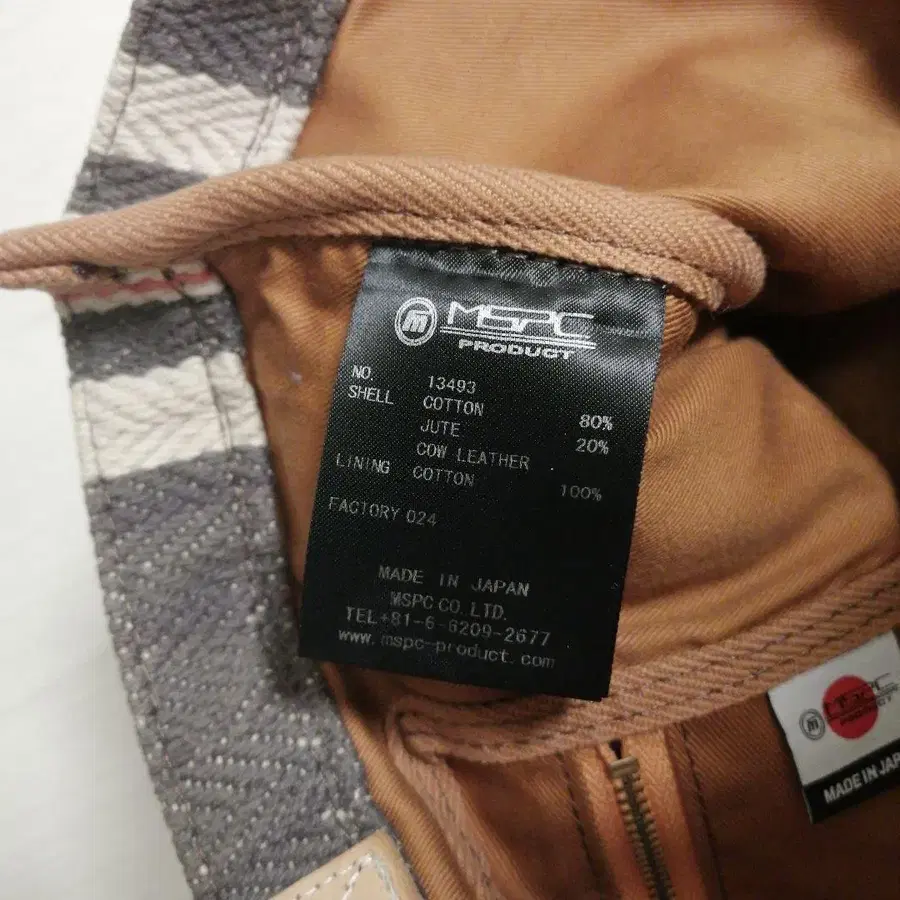 m MSPC
PRODUCT
NO. 13493
SHELL COTTON 80%
JUTE 20%
COW LEATHER
LINING COTTON 100%
FACTORY 024
MADE IN JAPAN
MSPC CO.LTD.
TEL+81-6-6209-2677
www.mspc-product.com
m MSPC
PRODUCT
MADE IN JAP